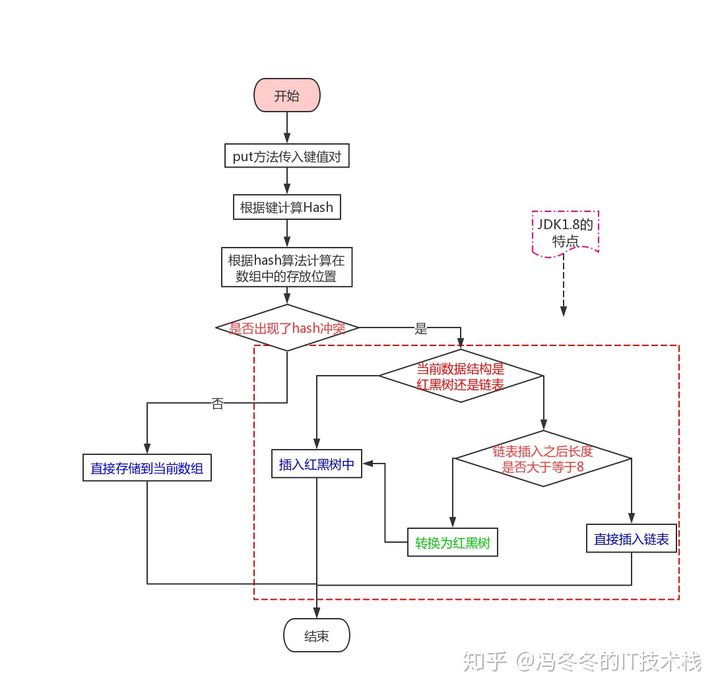 开始
put方法传入键值对
根据键计算Hash
根据hash算法计算在
数组中的存放位置
JDK1.8的
特点
是否出现了hash冲突
是
当前数据结构是
红黑树还是链表
否
直接存储到当前数组
插入红黑树中
链表插入之后长度
是否大于等于8
转换为红黑树
直接插入链表
结束
知乎 @冯冬冬的IT技术栈